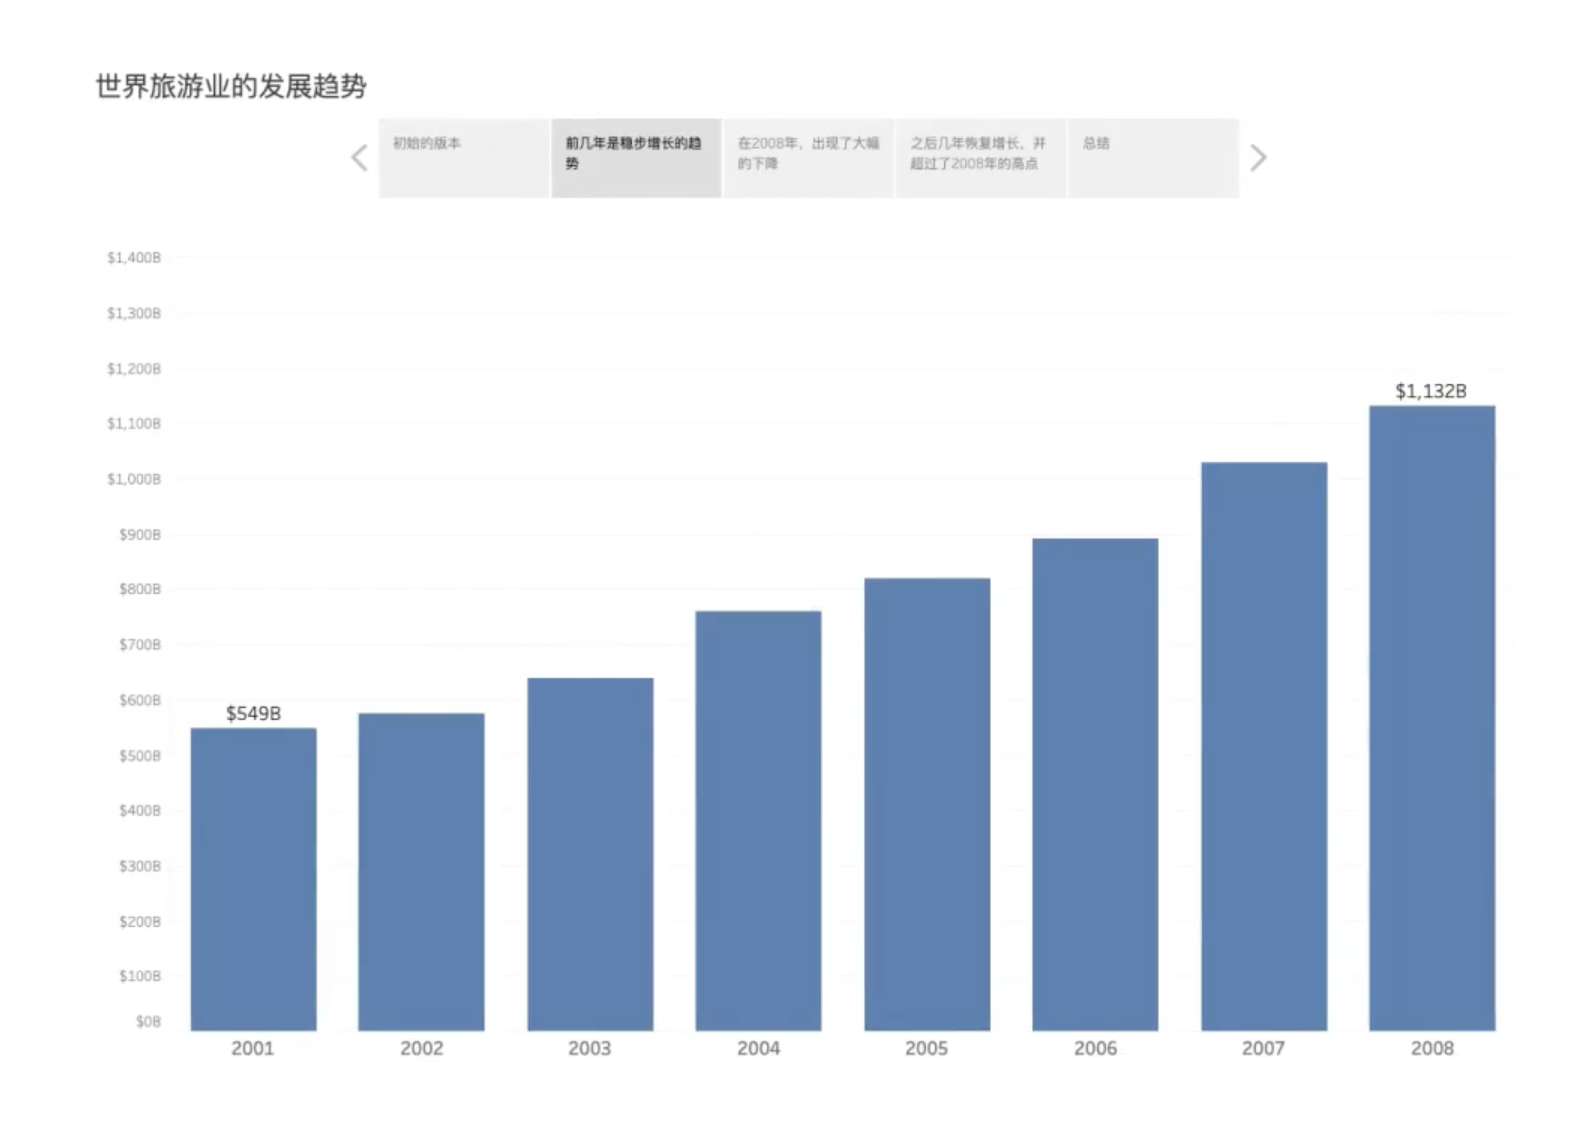 世界旅游业的发展趋势
初始的版本
前几年是稳步增长的趋
势
在2008年，出现了大幅
的下降
之后几年恢复增长，并
超过了2008年的高点
总结
$1,400B
$1,300B
$1,200B
$1,132B
$1,100B
$1,000B
$900B
$800B
$700B
$600B
$549B
$500B
$400B
$300B
$200B
$100B
$0B
2001
2002
2003
2004
2005
2006
2007
2008